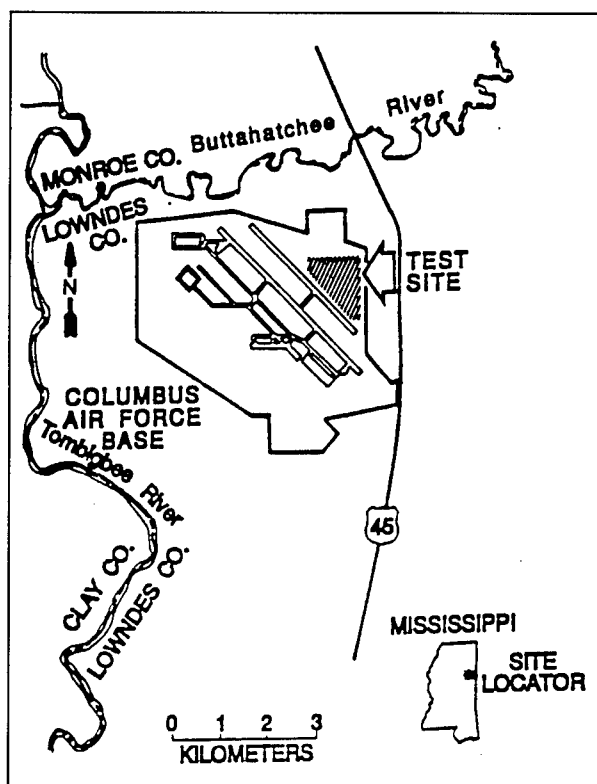 MONROE CO.
Buttahatchee
River
LOWNDES
CO.
N
TEST
SITE
COLUMBUS
AIR FORCE
BASE
Tombigbee River
45
CLAY CO.
LOWNDES CO.
MISSISSIPPI
SITE
LOCATOR
0 1 2 3
KILOMETERS